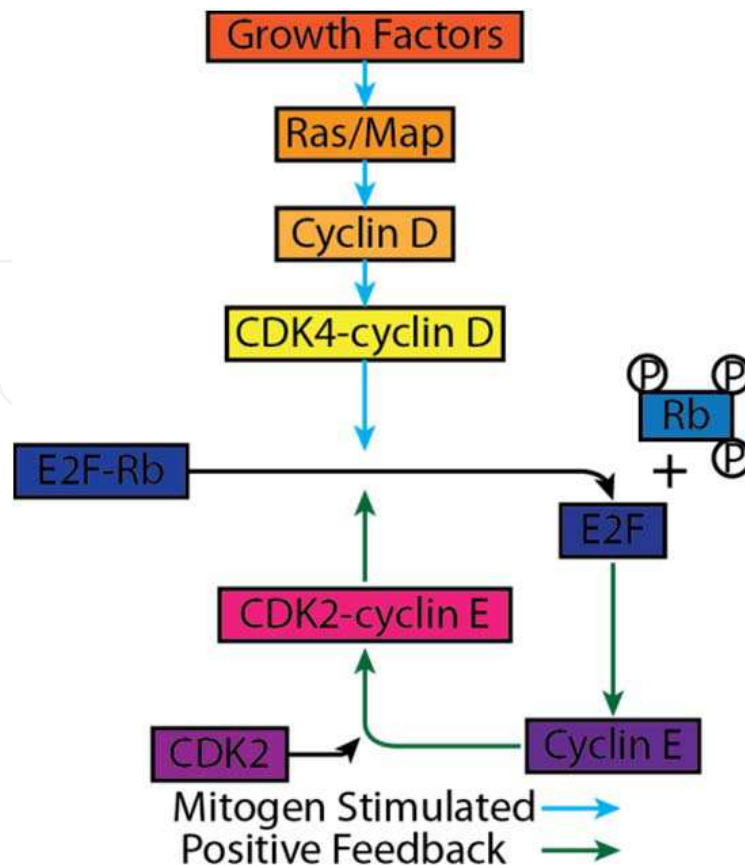 Growth Factors
Ras/Map
Cyclin D
CDK4-cyclin D
P P
Rb
P
E2F-Rb
+
E2F
CDK2-cyclin E
CDK2
Cyclin E
Mitogen Stimulated
Positive Feedback